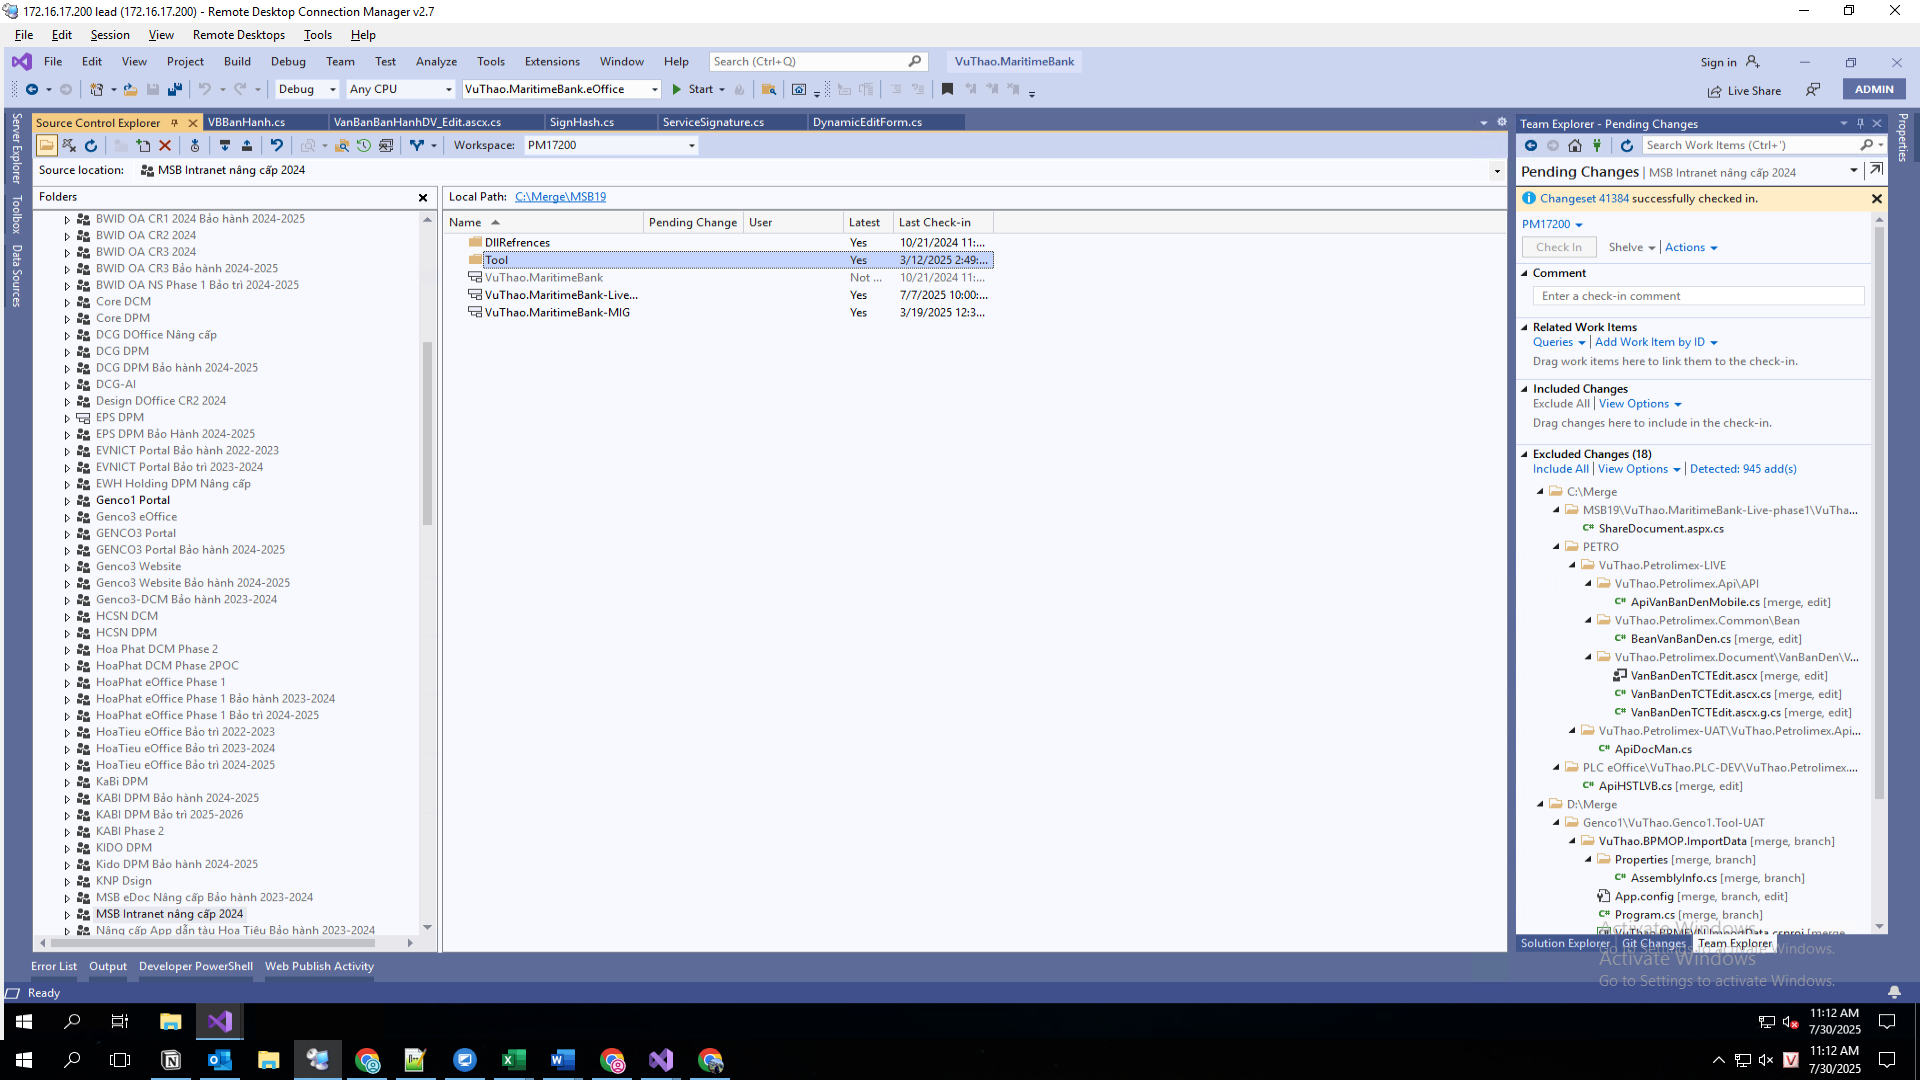 172.16.17.200 lead (172.16.17.200) - Remote Desktop Connection Manager v2.7
File Edit Session View Remote Desktops Tools Help
File Edit View Project Build Debug Team Test Analyze Tools Extensions Window Help Search (Ctrl+Q) VuThao.MaritimeBank Sign in
Debug Any CPU VuThao.MaritimeBank.eOffice Start Live Share ADMIN
Server Explorer
Toolbox
Data Sources
Source Control Explorer VBBanHanh.cs VanBanBanHanhDV_Edit.ascx.cs SignHash.cs ServiceSignature.cs DynamicEditForm.cs
Workspace: PM17200
Source location: MSB Intranet nâng cấp 2024
Folders
BWID OA CR1 2024 Bảo hành 2024-2025
BWID OA CR2 2024
BWID OA CR3 2024
BWID OA CR3 Bảo hành 2024-2025
BWID OA NS Phase 1 Bảo trì 2024-2025
Core DCM
Core DPM
DCG DOffice Nâng cấp
DCG DPM
DCG DPM Bảo hành 2024-2025
DCG-AI
Design DOffice CR2 2024
EPS DPM
EPS DPM Bảo Hành 2024-2025
EVNICT Portal Bảo hành 2022-2023
EVNICT Portal Bảo trì 2023-2024
EWH Holding DPM Nâng cấp
Genco1 Portal
Genco3 eOffice
GENCO3 Portal
GENCO3 Portal Bảo hành 2024-2025
Genco3 Website
Genco3 Website Bảo hành 2024-2025
Genco3-DCM Bảo hành 2023-2024
HCSN DCM
HCSN DPM
Hoa Phat DCM Phase 2
HoaPhat DCM Phase 2POC
HoaPhat eOffice Phase 1
HoaPhat eOffice Phase 1 Bảo hành 2023-2024
HoaPhat eOffice Phase 1 Bảo trì 2024-2025
HoaTieu eOffice Bảo trì 2022-2023
HoaTieu eOffice Bảo trì 2023-2024
HoaTieu eOffice Bảo trì 2024-2025
KaBi DPM
KABI DPM Bảo hành 2024-2025
KABI DPM Bảo trì 2025-2026
KABI Phase 2
KIDO DPM
Kido DPM Bảo hành 2024-2025
KNP Dsign
MSB eDoc Nâng cấp Bảo hành 2023-2024
MSB Intranet nâng cấp 2024
Nâng cấp App dẫn tàu Hoa Tiêu Bảo hành 2023-2024
Local Path: C:\Merge\MSB19
Name Pending Change User Latest Last Check-in
DllRefrences Yes 10/21/2024 11:...
Tool Yes 3/12/2025 2:49:...
VuThao.MaritimeBank Not ... 10/21/2024 11:...
VuThao.MaritimeBank-Live... Yes 7/7/2025 10:00:...
VuThao.MaritimeBank-MIG Yes 3/19/2025 12:3...
Team Explorer - Pending Changes
Search Work Items (Ctrl+')
Pending Changes | MSB Intranet nâng cấp 2024
Changeset 41384 successfully checked in.
PM17200
Check In Shelve Actions
Comment
Enter a check-in comment
Related Work Items
Queries | Add Work Item by ID
Drag work items here to link them to the check-in.
Included Changes
Exclude All | View Options
Drag changes here to include in the check-in.
Excluded Changes (18)
Include All | View Options | Detected: 945 add(s)
C:\Merge
MSB19\VuThao.MaritimeBank-Live-phase1\VuTha...
ShareDocument.aspx.cs
PETRO
VuThao.Petrolimex-LIVE
VuThao.Petrolimex.Api\API
ApiVanBanDenMobile.cs [merge, edit]
VuThao.Petrolimex.Common\Bean
BeanVanBanDen.cs [merge, edit]
VuThao.Petrolimex.Document\VanBanDen\V...
VanBanDenTCTEdit.ascx [merge, edit]
VanBanDenTCTEdit.ascx.cs [merge, edit]
VanBanDenTCTEdit.ascx.g.cs [merge, edit]
VuThao.Petrolimex-UAT\VuThao.Petrolimex.Api...
ApiDocMan.cs
PLC eOffice\VuThao.PLC-DEV\VuThao.Petrolimex....
ApiHSTLVB.cs [merge, edit]
D:\Merge
Genco1\VuThao.Genco1.Tool-UAT
VuThao.BPMOP.ImportData [merge, branch]
Properties [merge, branch]
AssemblyInfo.cs [merge, branch]
App.config [merge, branch, edit]
Program.cs [merge, branch]
VuThao.BPMEVN.ImportData.csproj [merge
Solution Explorer Git Changes Team Explorer
Properties
Activate Windows
Go to Settings to activate Windows.
Activate Windows
Go to Settings to activate Windows.
Error List Output Developer PowerShell Web Publish Activity
Ready
11:12 AM
7/30/2025
11:12 AM
7/30/2025